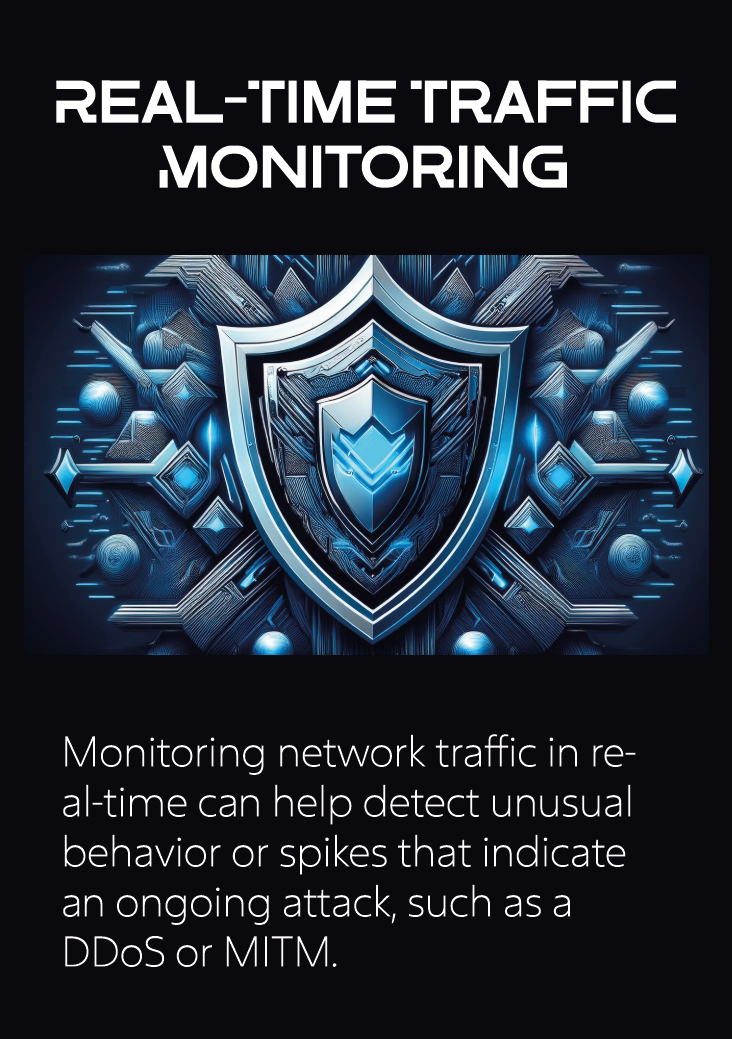 REAL-TIME TRAFFIC
MONITORING
Monitoring network traffic in re-
al-time can help detect unusual
behavior or spikes that indicate
an ongoing attack, such as a
DDoS or MITM.